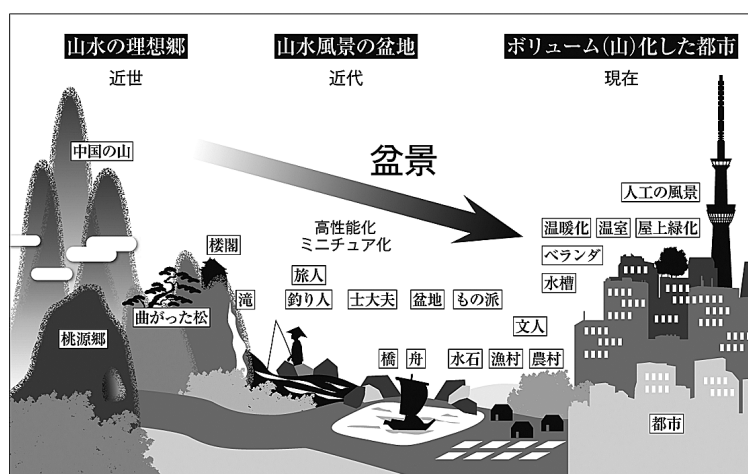 山水の理想郷
近世
山水風景の盆地
近代
ボリューム(山)化した都市
現在
盆景
高性能化
ミニチュア化
中国の山
楼閣
滝
曲がった松
桃源郷
旅人
釣り人
士大夫
盆地
もの派
文人
橋
舟
水石
漁村
農村
人工の風景
温暖化
温室
屋上緑化
ベランダ
水槽
都市